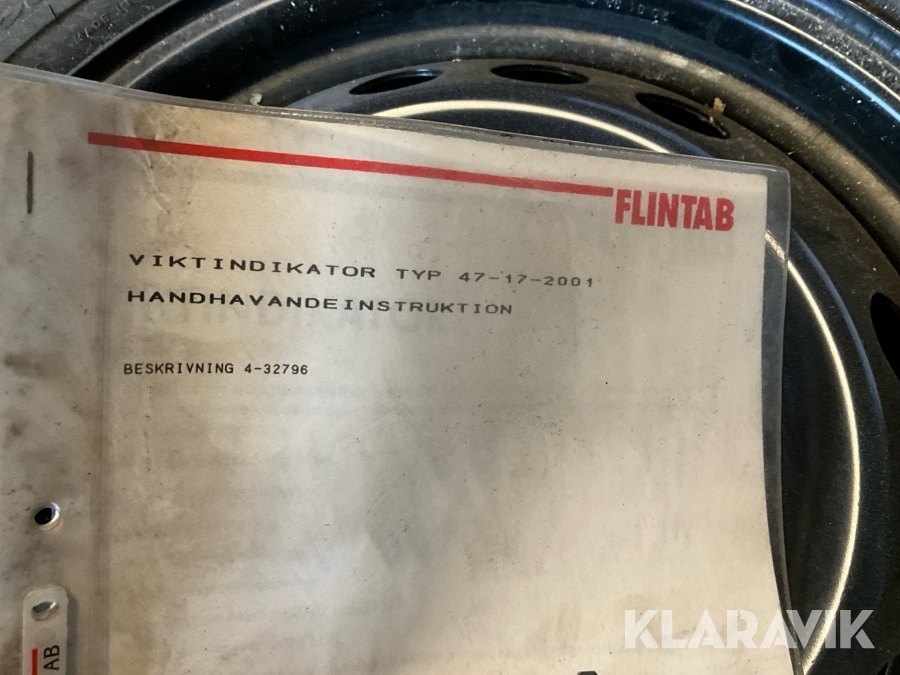 FLINTAB
VIKTINDIKATOR TYP 47-17-2001
HANDHAVANDEINSTRUKTION
BESKRIVNING 4-32796
AB
KLARAVIK